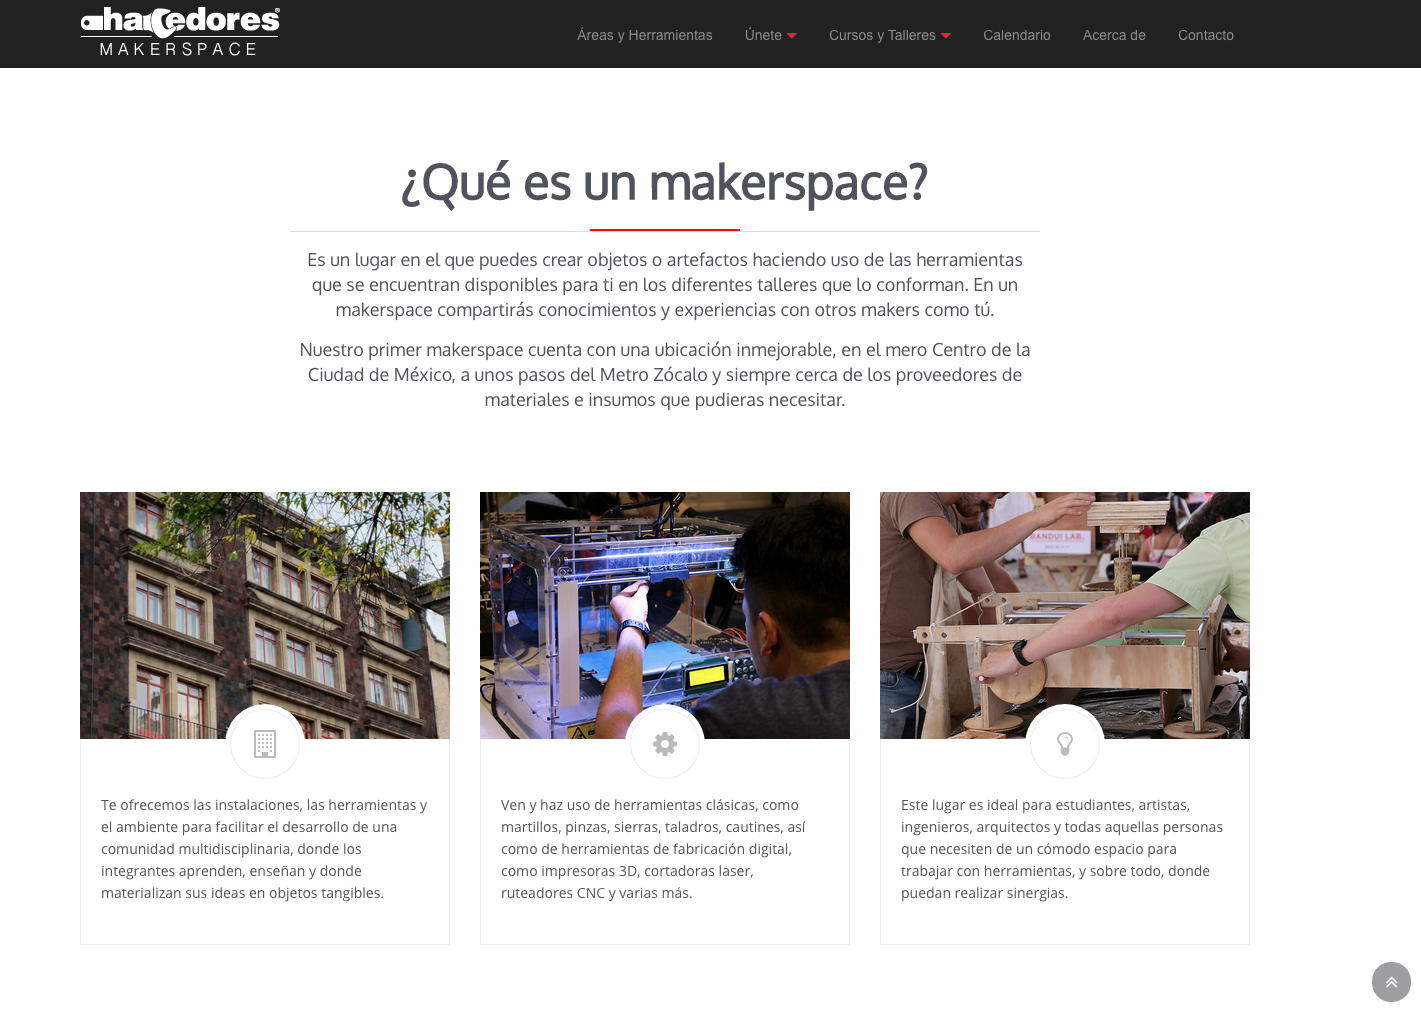 hacedores®
MAKERSPACE
Áreas y Herramientas
Únete
Cursos y Talleres
Calendario
Acerca de
Contacto
¿Qué es un makerspace?
Es un lugar en el que puedes crear objetos o artefactos haciendo uso de las herramientas
que se encuentran disponibles para ti en los diferentes talleres que lo conforman. En un
makerspace compartirás conocimientos y experiencias con otros makers como tú.
Nuestro primer makerspace cuenta con una ubicación inmejorable, en el mero Centro de la
Ciudad de México, a unos pasos del Metro Zócalo y siempre cerca de los proveedores de
materiales e insumos que pudieras necesitar.
LAB
Te ofrecemos las instalaciones, las herramientas y
el ambiente para facilitar el desarrollo de una
comunidad multidisciplinaria, donde los
integrantes aprenden, enseñan y donde
materializan sus ideas en objetos tangibles.
Ven y haz uso de herramientas clásicas, como
martillos, pinzas, sierras, taladros, cautines, así
como de herramientas de fabricación digital,
como impresoras 3D, cortadoras laser,
ruteadores CNC y varias más.
Este lugar es ideal para estudiantes, artistas,
ingenieros, arquitectos y todas aquellas personas
que necesiten de un cómodo espacio para
trabajar con herramientas, y sobre todo, donde
puedan realizar sinergias.